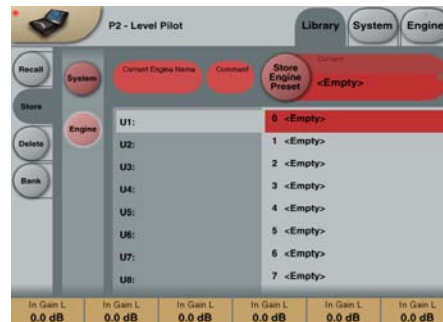 P2 - Level Pilot
Library
System
Engine
Recall
Store
Delete
Bank
System
Engine
Current Engine Name
Comment
Store Engine Preset
Current
<Empty>
U1:
U2:
U3:
U4:
U5:
U6:
U7:
U8:
0 <Empty>
1 <Empty>
2 <Empty>
3 <Empty>
4 <Empty>
5 <Empty>
6 <Empty>
7 <Empty>
In Gain L
0.0 dB
In Gain L
0.0 dB
In Gain L
0.0 dB
In Gain L
0.0 dB
In Gain L
0.0 dB
In Gain L
0.0 dB